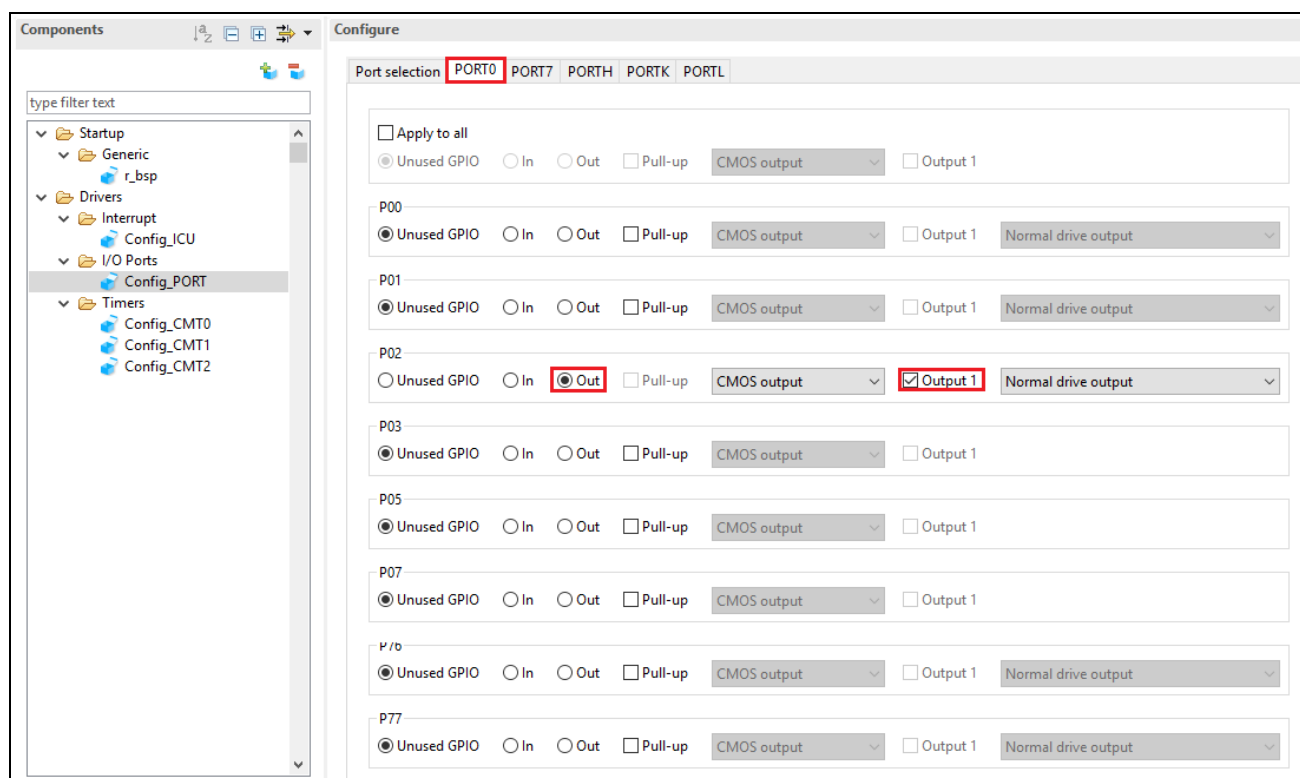 Components
Configure
type filter text
Startup
Generic
r_bsp
Drivers
Interrupt
Config_ICU
I/O Ports
Config_PORT
Timers
Config_CMT0
Config_CMT1
Config_CMT2
Port selection PORT0 PORT7 PORTH PORTK PORTL
Apply to all
Unused GPIO In Out Pull-up CMOS output Output 1
P00
Unused GPIO In Out Pull-up CMOS output Output 1 Normal drive output
P01
Unused GPIO In Out Pull-up CMOS output Output 1 Normal drive output
P02
Unused GPIO In Out Pull-up CMOS output Output 1 Normal drive output
P03
Unused GPIO In Out Pull-up CMOS output Output 1
P05
Unused GPIO In Out Pull-up CMOS output Output 1
P07
Unused GPIO In Out Pull-up CMOS output Output 1
P76
Unused GPIO In Out Pull-up CMOS output Output 1 Normal drive output
P77
Unused GPIO In Out Pull-up CMOS output Output 1 Normal drive output